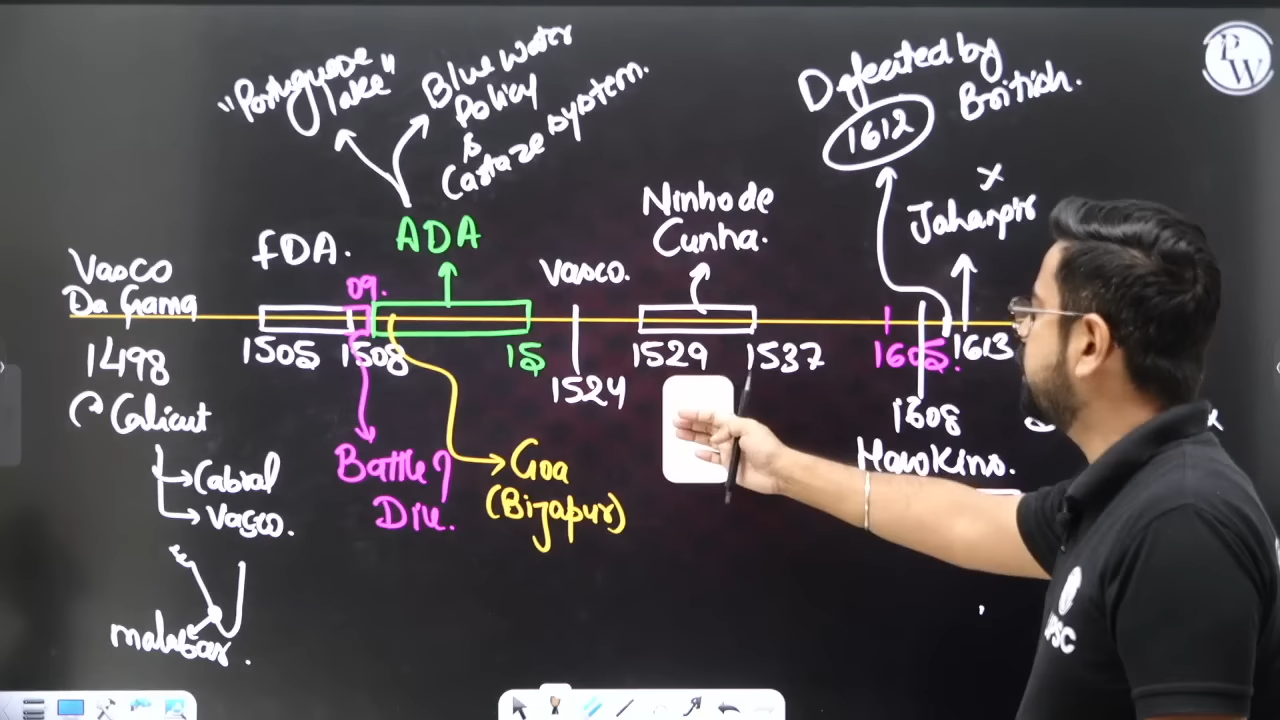 "Portuguese
lake"
Blue water
Policy
&
Cartaze system.
Defeated by
British.
1612
PW
Ninho de
Cunha.
x
Jahangir
fDA.
ADA
Vasco.
Vasco
Da Gama
09.
1505
1508
15
1524
1529
1537
1605.
1613
1498
Calicut
1608
Hawkins.
Cabral
Vasco.
Battle of
Diu.
Goa
(Bijapur)
malabar.
UPSC